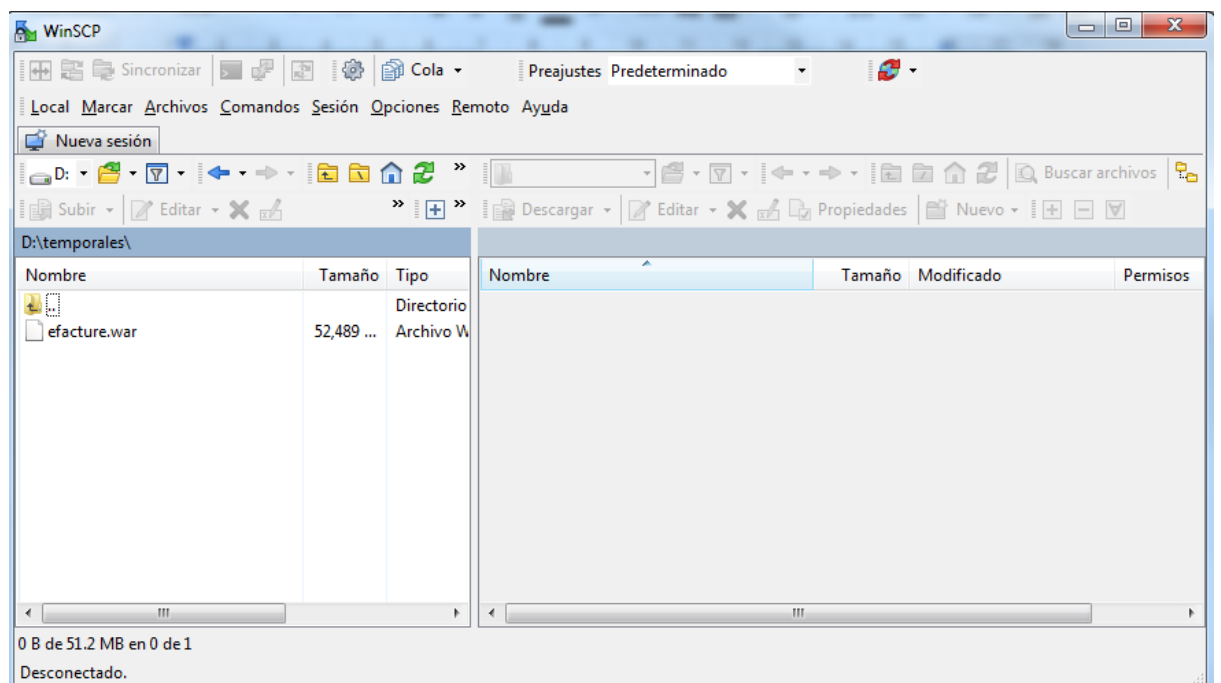 WinSCP
Sincronizar Cola Preajustes Predeterminado
Local Marcar Archivos Comandos Sesión Opciones Remoto Ayuda
Nueva sesión
D: » Buscar archivos
Subir Editar » » Descargar Editar Propiedades Nuevo
D:\temporales\
Nombre Tamaño Tipo Nombre Tamaño Modificado Permisos
.. Directorio
efacture.war 52,489 ... Archivo W
0 B de 51.2 MB en 0 de 1
Desconectado.